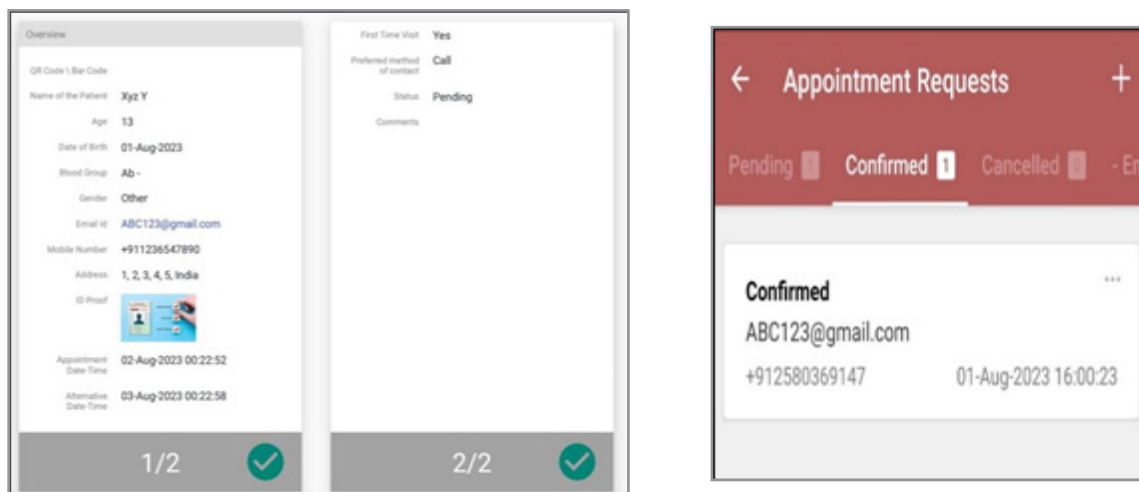 Overview
QR Code \ Bar Code
Name of the Patient Xyz Y
Age 13
Date of Birth 01-Aug-2023
Blood Group Ab -
Gender Other
Email Id ABC123@gmail.com
Mobile Number +911236547890
Address 1, 2, 3, 4, 5, India
ID Proof
Appointment Date-Time 02-Aug-2023 00:22:52
Alternative Date-Time 03-Aug-2023 00:22:58
1/2
First Time Visit Yes
Preferred method of contact Call
Status Pending
Comments
2/2
Appointment Requests
Pending 1 Confirmed 1 Cancelled 0 - Em
Confirmed
ABC123@gmail.com
+912580369147 01-Aug-2023 16:00:23